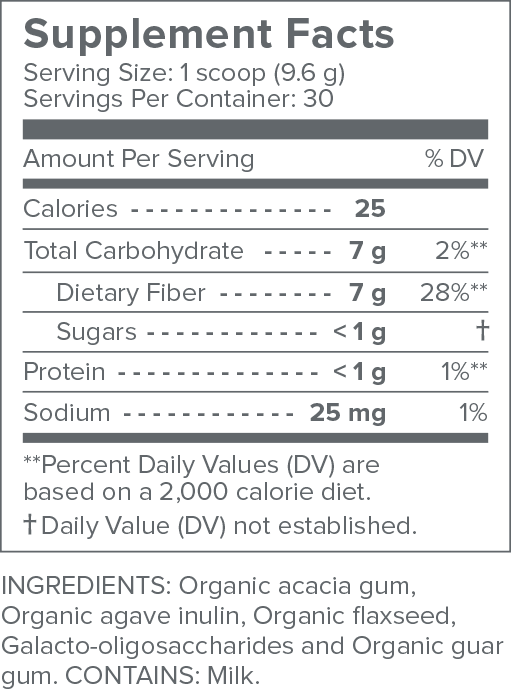 Supplement Facts
Serving Size: 1 scoop (9.6 g)
Servings Per Container: 30
Amount Per Serving % DV
Calories - - - - - - - - - - - - - - 25
Total Carbohydrate - - - - - 7 g 2%**
Dietary Fiber - - - - - - - - 7 g 28%**
Sugars - - - - - - - - - - - - < 1 g †
Protein - - - - - - - - - - - - - - < 1 g 1%**
Sodium - - - - - - - - - - - - 25 mg 1%
**Percent Daily Values (DV) are
based on a 2,000 calorie diet.
† Daily Value (DV) not established.
INGREDIENTS: Organic acacia gum,
Organic agave inulin, Organic flaxseed,
Galacto-oligosaccharides and Organic guar
gum. CONTAINS: Milk.